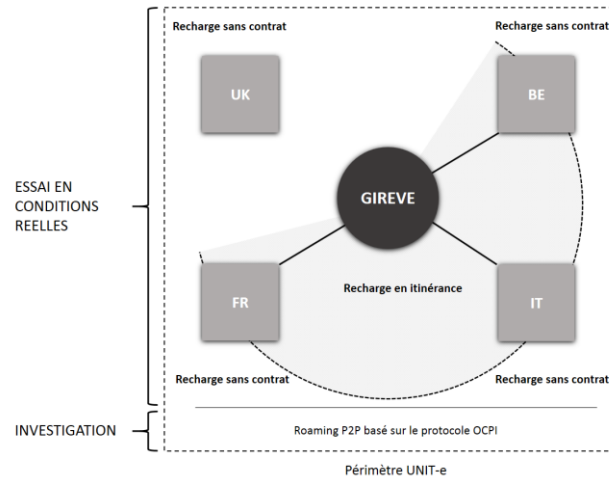 Recharge sans contrat
Recharge sans contrat
UK
BE
GIREVE
ESSAI EN
CONDITIONS
REELLES
Recharge en itinérance
FR
IT
Recharge sans contrat
Recharge sans contrat
INVESTIGATION
Roaming P2P basé sur le protocole OCPI
Périmètre UNIT-e